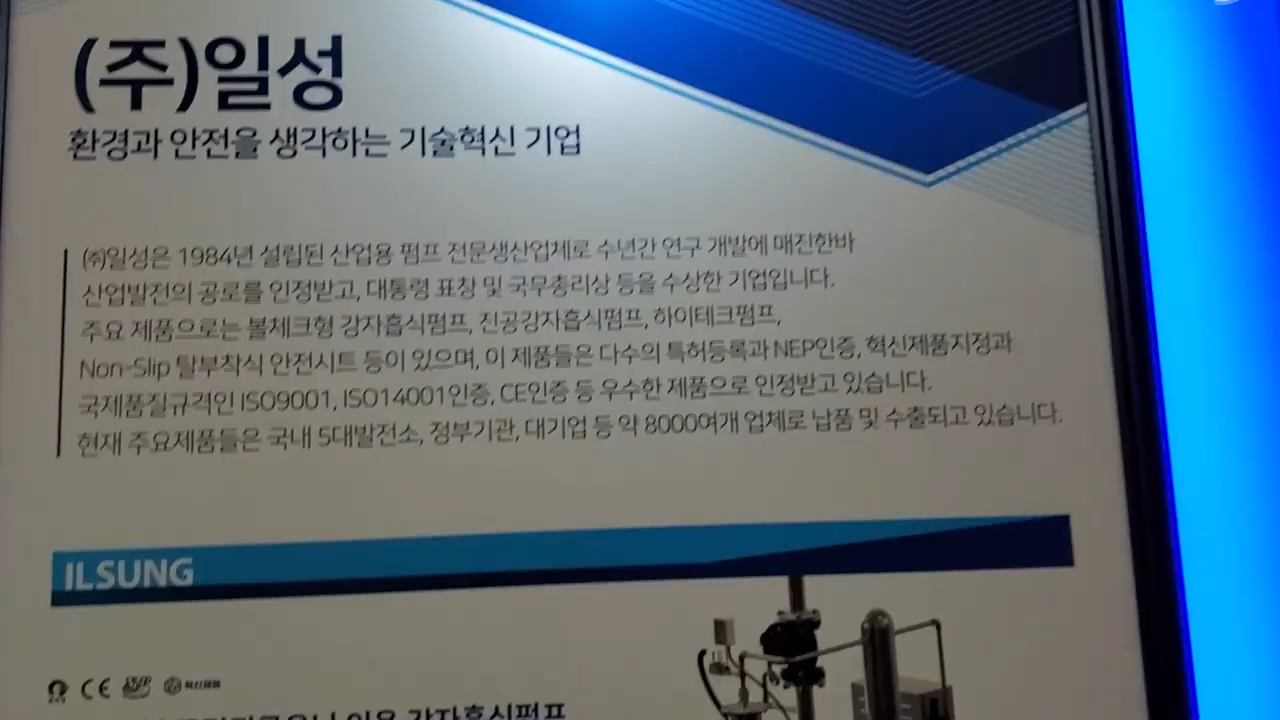 (주)일성
환경과 안전을 생각하는 기술혁신 기업
㈜일성은 1984년 설립된 산업용 펌프 전문생산업체로 수년간 연구 개발에 매진한바
산업발전의 공로를 인정받고, 대통령 표창 및 국무총리상 등을 수상한 기업입니다.
주요 제품으로는 볼체크형 강자흡식펌프, 진공강자흡식펌프, 하이테크펌프,
Non-Slip 탈부착식 안전시트 등이 있으며, 이 제품들은 다수의 특허등록과 NEP인증, 혁신제품지정과
국제품질규격인 ISO9001, ISO14001인증, CE인증 등 우수한 제품으로 인정받고 있습니다.
현재 주요제품들은 국내 5대발전소, 정부기관, 대기업 등 약 8000여개 업체로 납품 및 수출되고 있습니다.
ILSUNG
CE 혁신제품
강자흡식펌프